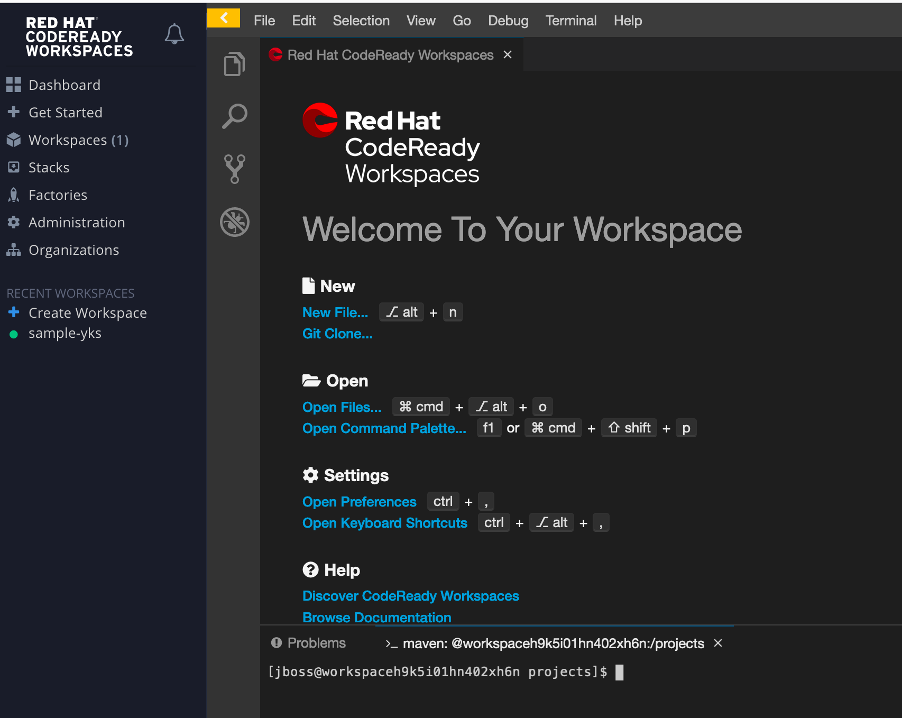 RED HAT
CODEREADY
WORKSPACES
Dashboard
Get Started
Workspaces (1)
Stacks
Factories
Administration
Organizations
RECENT WORKSPACES
Create Workspace
sample-yks
File Edit Selection View Go Debug Terminal Help
Red Hat CodeReady Workspaces
Red Hat
CodeReady
Workspaces
Welcome To Your Workspace
New
New File... ⌥ alt + n
Git Clone...
Open
Open Files... ⌘ cmd + ⌥ alt + o
Open Command Palette... f1 or ⌘ cmd + ⇧ shift + p
Settings
Open Preferences ctrl + ,
Open Keyboard Shortcuts ctrl + ⌥ alt + ,
Help
Discover CodeReady Workspaces
Browse Documentation
Problems >_ maven: @workspaceh9k5i01hn402xh6n:/projects
[jboss@workspaceh9k5i01hn402xh6n projects]$